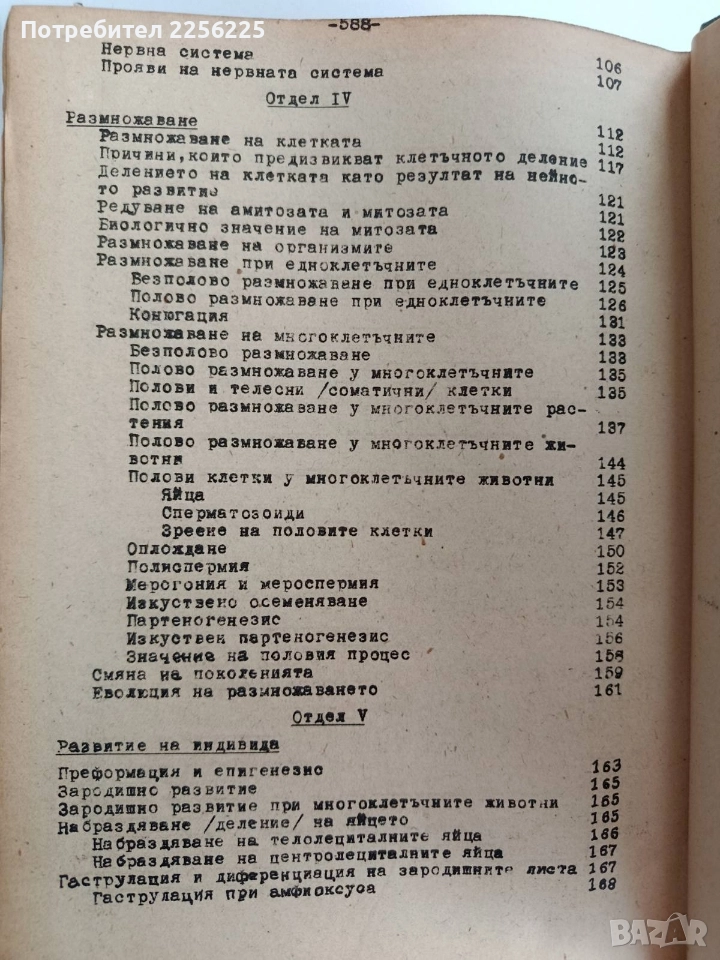 Потребител 2256225
-588-
Нервна система 106
Прояви на нервната система 107
Отдел IV
Размножаване 112
Размножаване на клетката 112
Причини, които предизвикват клетъчното деление 117
Делението на клетката като резултат на нейно-
то развитие 121
Редуване на амитозата и митозата 121
Биологично значение на митозата 122
Размножаване на организмите 123
Размножаване при едноклетъчните 124
Безполово размножаване при едноклетъчните 125
Полово размножаване при едноклетъчните 126
Конюгация 131
Размножаване на многоклетъчните 133
Безполово размножаване 133
Полово размножаване у многоклетъчните 135
Полови и телесни /соматични/ клетки 135
Полово размножаване у многоклетъчните рас-
тения 137
Полово размножаване у многоклетъчните жи-
вотни 144
Полови клетки у многоклетъчните животни 145
Яйца 145
Сперматозоиди 146
Зреене на половите клетки 147
Оплождане 150
Полиспермия 152
Мерогония и мероспермия 153
Изкуствено осеменяване 154
Партеногенезис 154
Изкуствен партеногенезис 156
Значение на половия процес 158
Смяна на поколенията 159
Еволюция на размножаването 161
Отдел V
Развитие на индивида
Преформация и епигенезис 163
Зародишно развитие 165
Зародишно развитие при многоклетъчните животни 165
Набраздяване /деление/ на яйцето 165
Набраздяване на телолециталните яйца 166
Набраздяване на центролециталните яйца 167
Гаструлация и диференциация на зародишните листа 167
Гаструлация при амфиоксуса 168
BAZAR